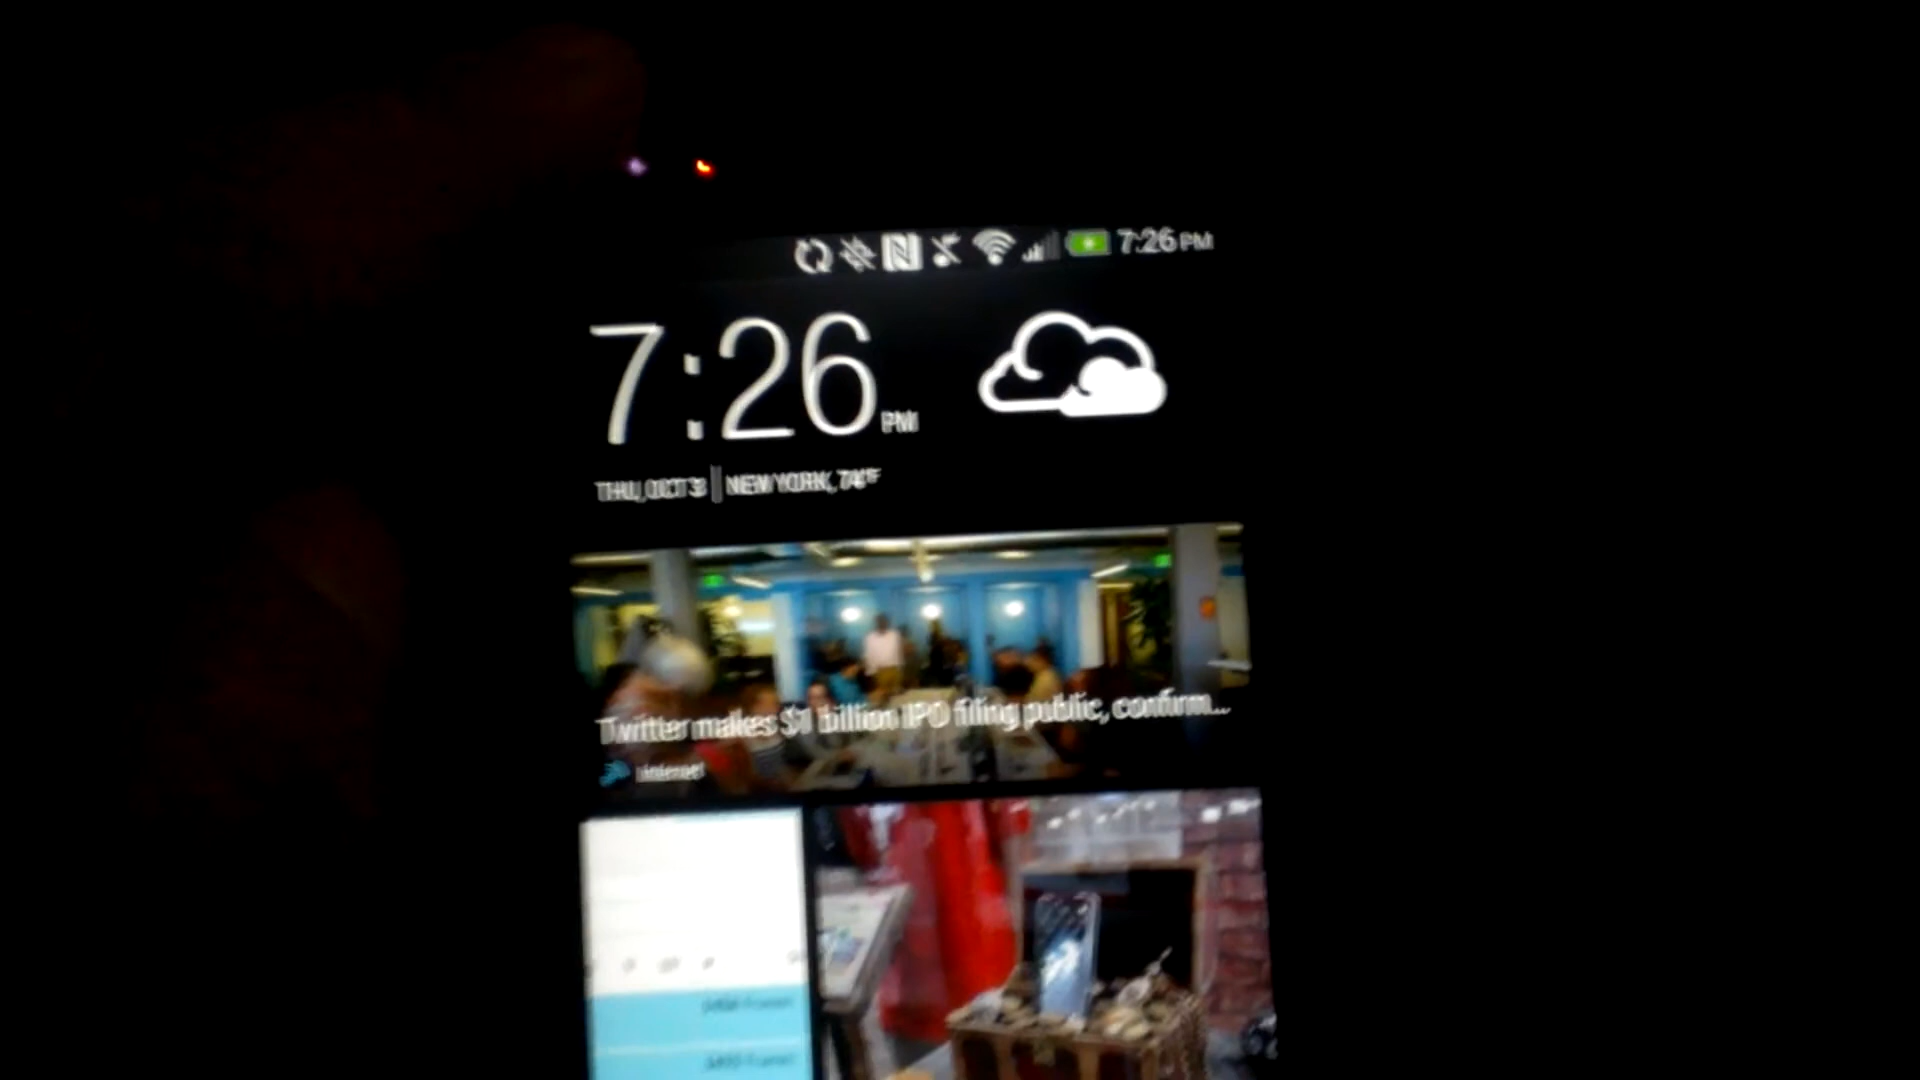 7:26 PM
7:26 PM
THU, OCT 3 | NEW YORK, 74°F
Twitter makes $1 billion IPO filing public, confirm...
Internet